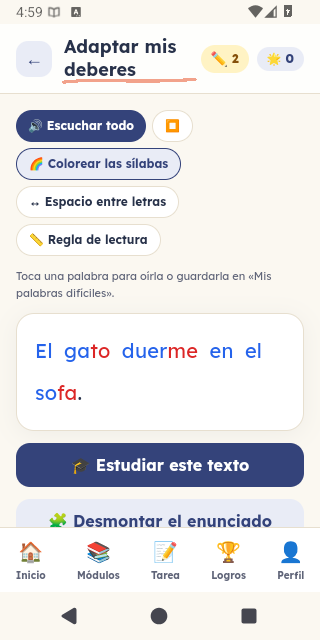 4:59
Adaptar mis
deberes
← ✏️ 2 🌟 0
🔊 Escuchar todo ⏹️
🌈 Colorear las sílabas
↔ Espacio entre letras
📏 Regla de lectura
Toca una palabra para oírla o guardarla en «Mis
palabras difíciles».
El gato duerme en el
sofa.
🎓 Estudiar este texto
🧩 Desmontar el enunciado
Inicio Módulos Tarea Logros Perfil